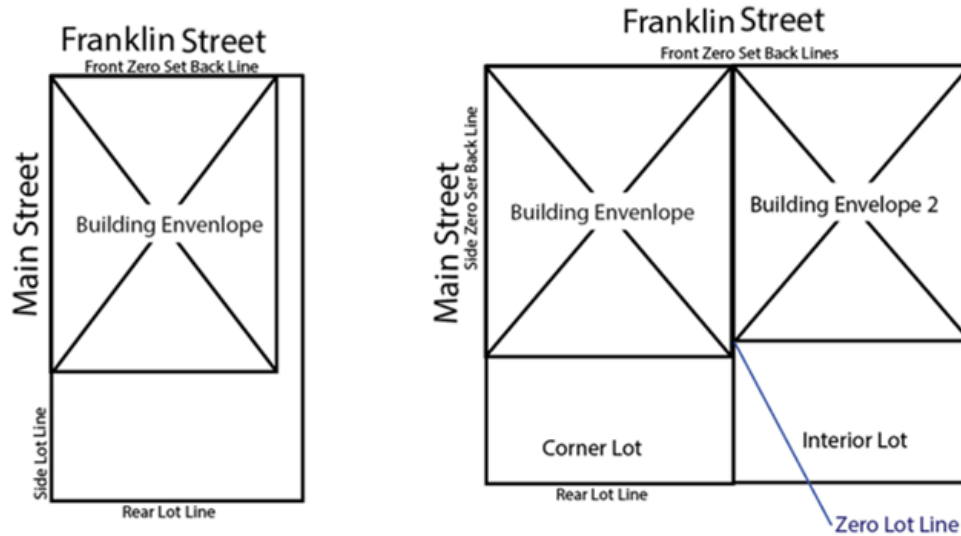 Franklin Street
Front Zero Set Back Line
Main Street
Building Envenlope
Side Lot Line
Rear Lot Line
Franklin Street
Front Zero Set Back Lines
Main Street
Side Zero Ser Back Line
Building Envenlope
Building Envelope 2
Corner Lot
Interior Lot
Rear Lot Line
Zero Lot Line